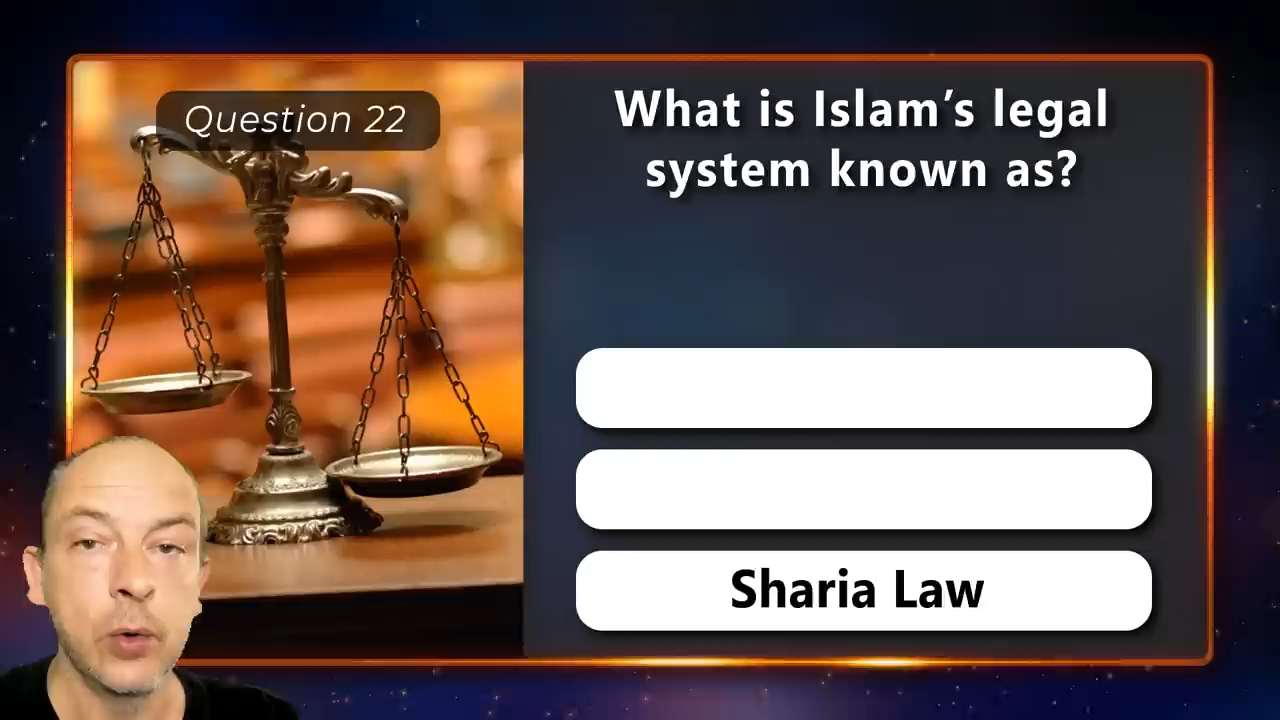 Question 22
What is Islam’s legal
system known as?
Sharia Law